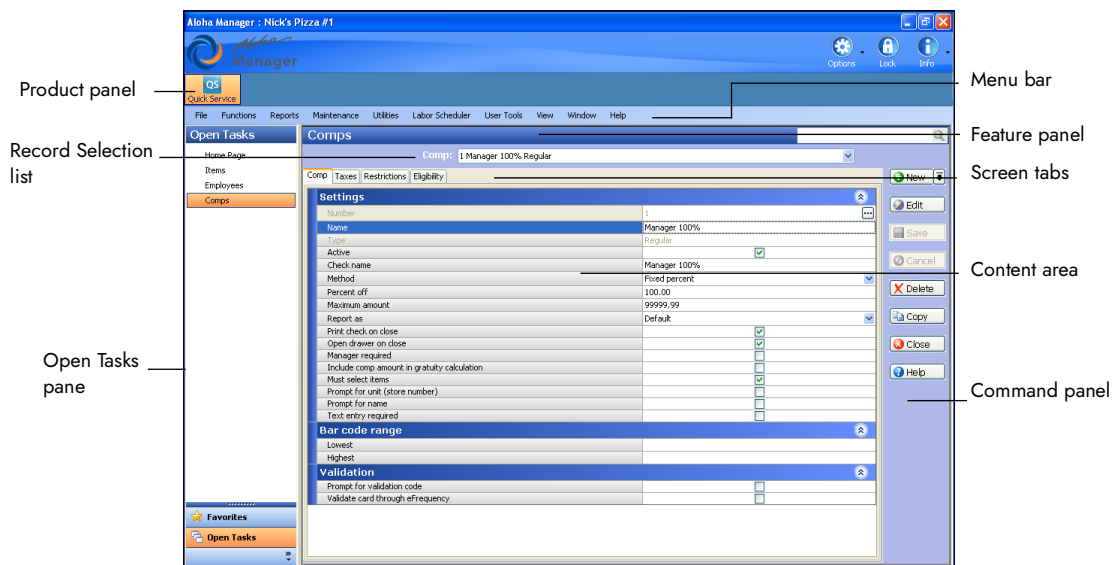 Aloha Manager : Nick's Pizza #1
Aloha
Manager
Options
Lock
Info
Product panel
QS
Quick Service
Menu bar
File Functions Reports Maintenance Utilities Labor Scheduler User Tools View Window Help
Open Tasks
Comps
Feature panel
Record Selection
list
Home Page
Comp: 1 Manager 100% Regular
Items
Employees
Comps
Comp Taxes Restrictions Eligibility
Screen tabs
New
Settings
Edit
Number 1
Name Manager 100%
Save
Type Regular
Active
Check name Manager 100%
Cancel
Content area
Method Fixed percent
Percent off 100.00
Delete
Maximum amount 99999.99
Report as Default
Copy
Print check on close
Open drawer on close
Close
Manager required
Include comp amount in gratuity calculation
Open Tasks
pane
Must select items
Help
Prompt for unit (store number)
Command panel
Prompt for name
Text entry required
Bar code range
Lowest
Highest
Validation
Prompt for validation code
Validate card through eFrequency
Favorites
Open Tasks